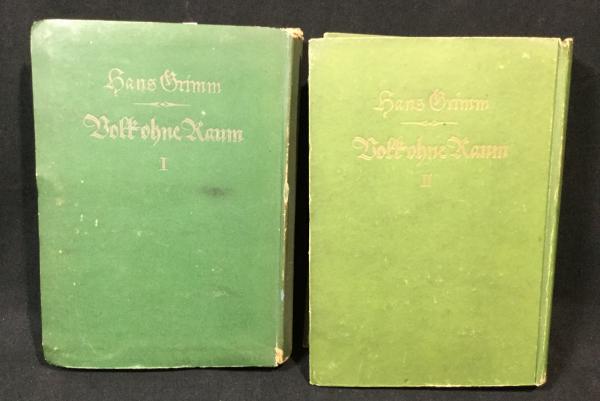 Hans Grimm
Volk ohne Raum
I
Hans Grimm
Volk ohne Raum
II